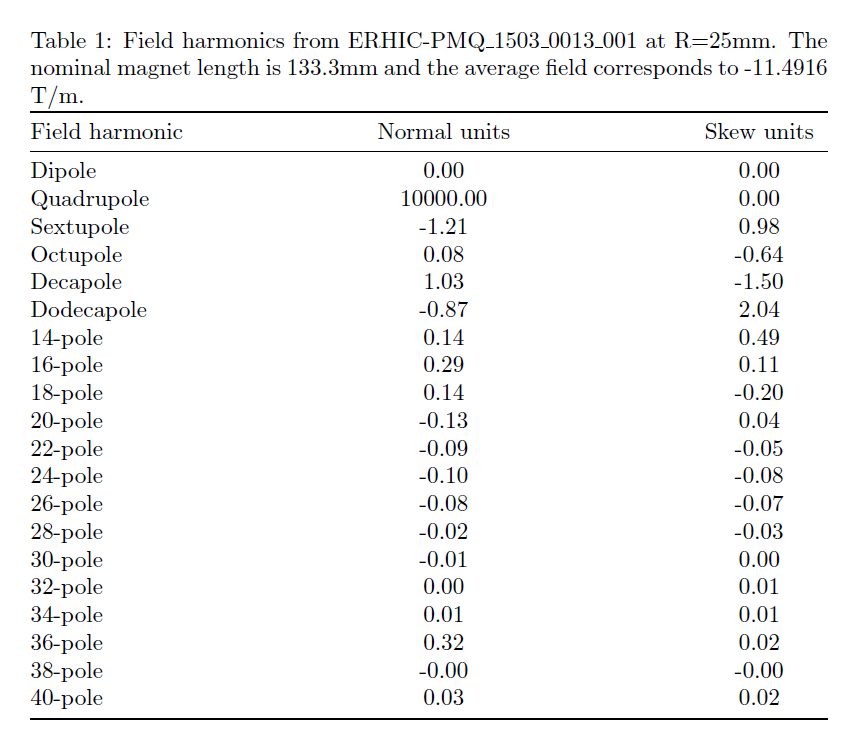 Table 1: Field harmonics from ERHIC-PMQ_1503_0013_001 at R=25mm. The
nominal magnet length is 133.3mm and the average field corresponds to -11.4916
T/m.
Field harmonic Normal units Skew units
Dipole 0.00 0.00
Quadrupole 10000.00 0.00
Sextupole -1.21 0.98
Octupole 0.08 -0.64
Decapole 1.03 -1.50
Dodecapole -0.87 2.04
14-pole 0.14 0.49
16-pole 0.29 0.11
18-pole 0.14 -0.20
20-pole -0.13 0.04
22-pole -0.09 -0.05
24-pole -0.10 -0.08
26-pole -0.08 -0.07
28-pole -0.02 -0.03
30-pole -0.01 0.00
32-pole 0.00 0.01
34-pole 0.01 0.01
36-pole 0.32 0.02
38-pole -0.00 -0.00
40-pole 0.03 0.02